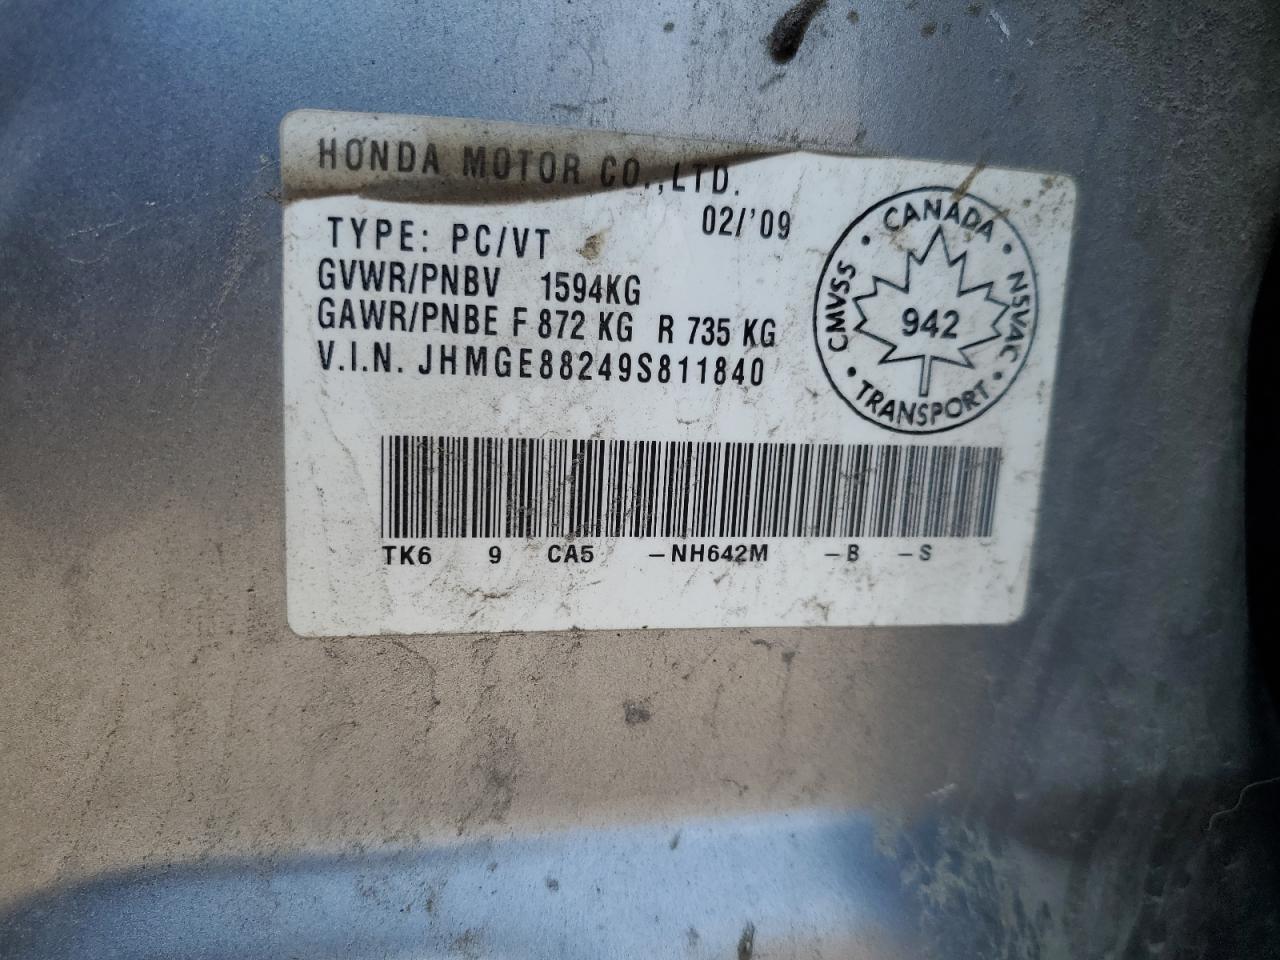 HONDA MOTOR CO.,LTD.
02/'09
TYPE: PC/VT
GVWR/PNBV 1594KG
GAWR/PNBE F 872 KG R 735 KG
V.I.N. JHMGE88249S811840
CANADA
CMVSS
NSVAC
942
TRANSPORT
TK6 9 CA5 -NH642M -B -S